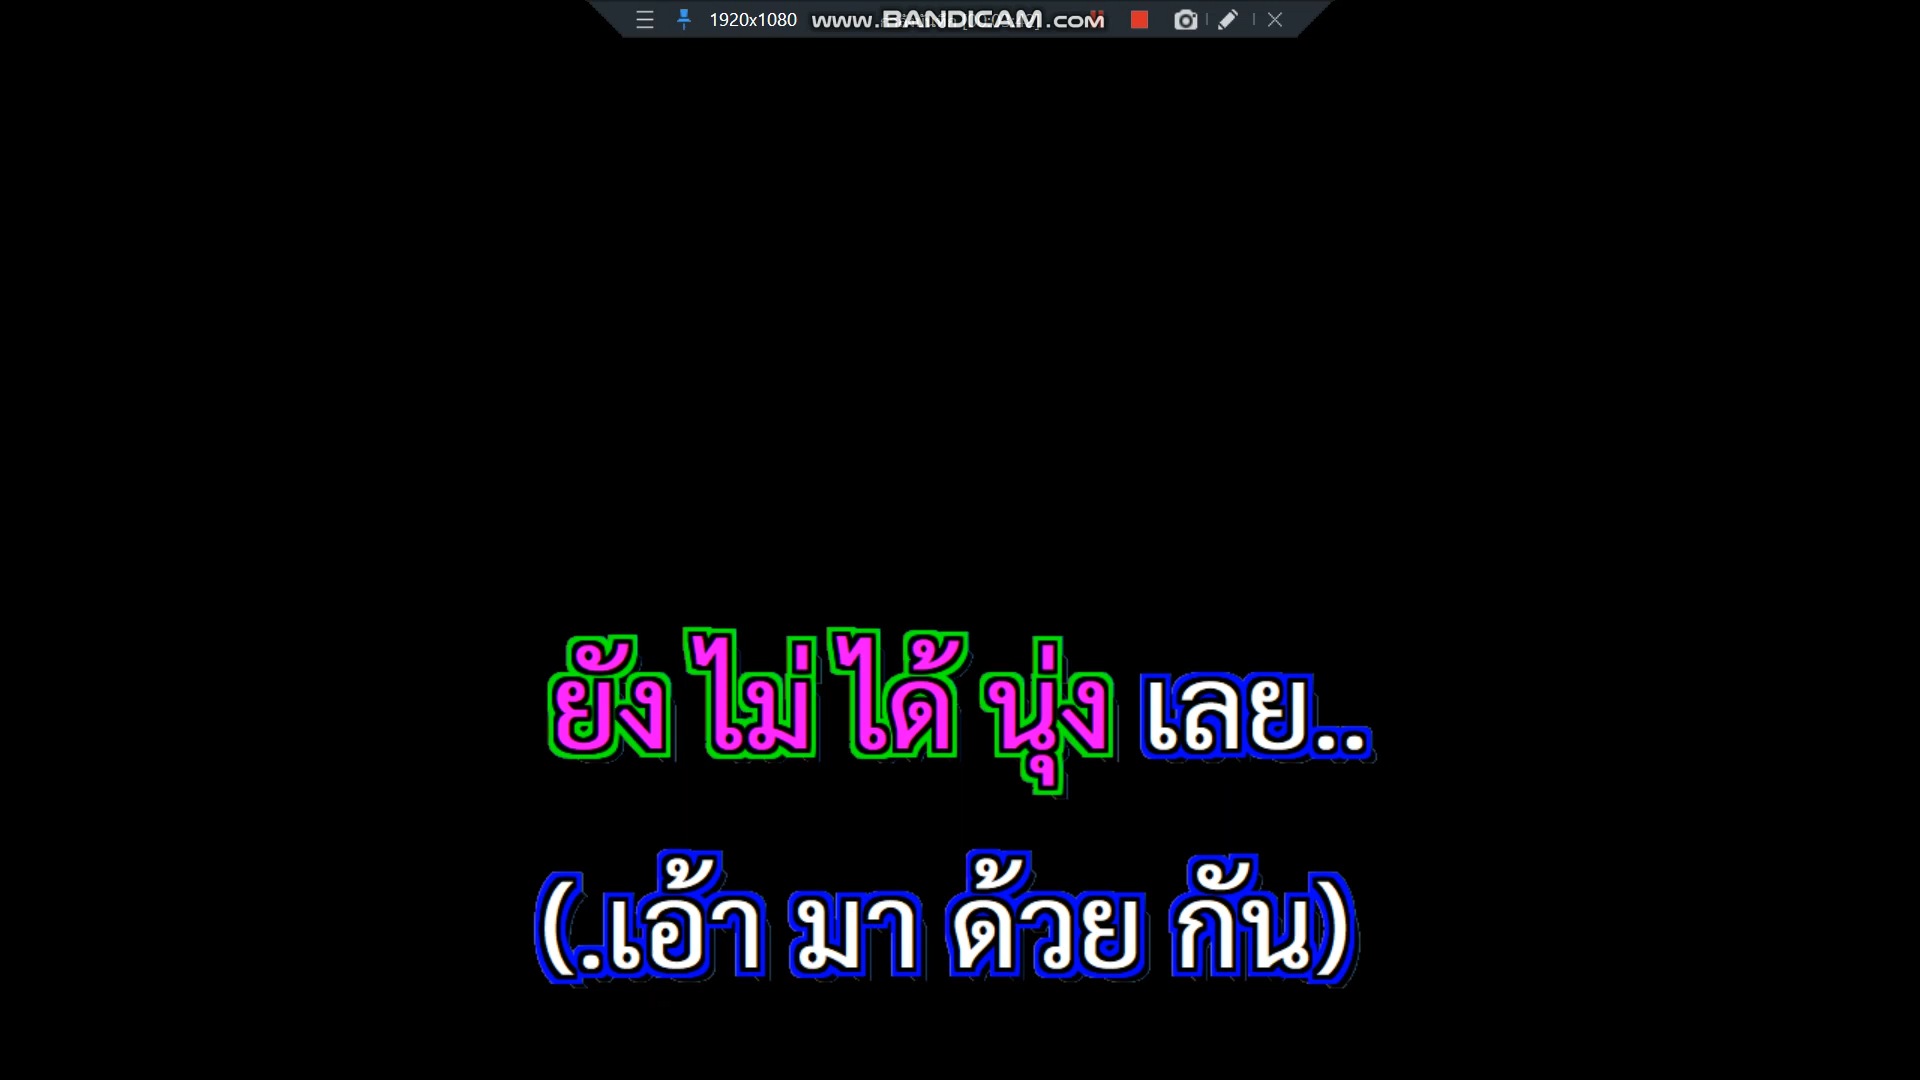 1920x1080 www.BANDICAM.com
ยัง ไม่ ได้ นุ่ง เลย..
(.เอ้า มา ด้วย กัน)